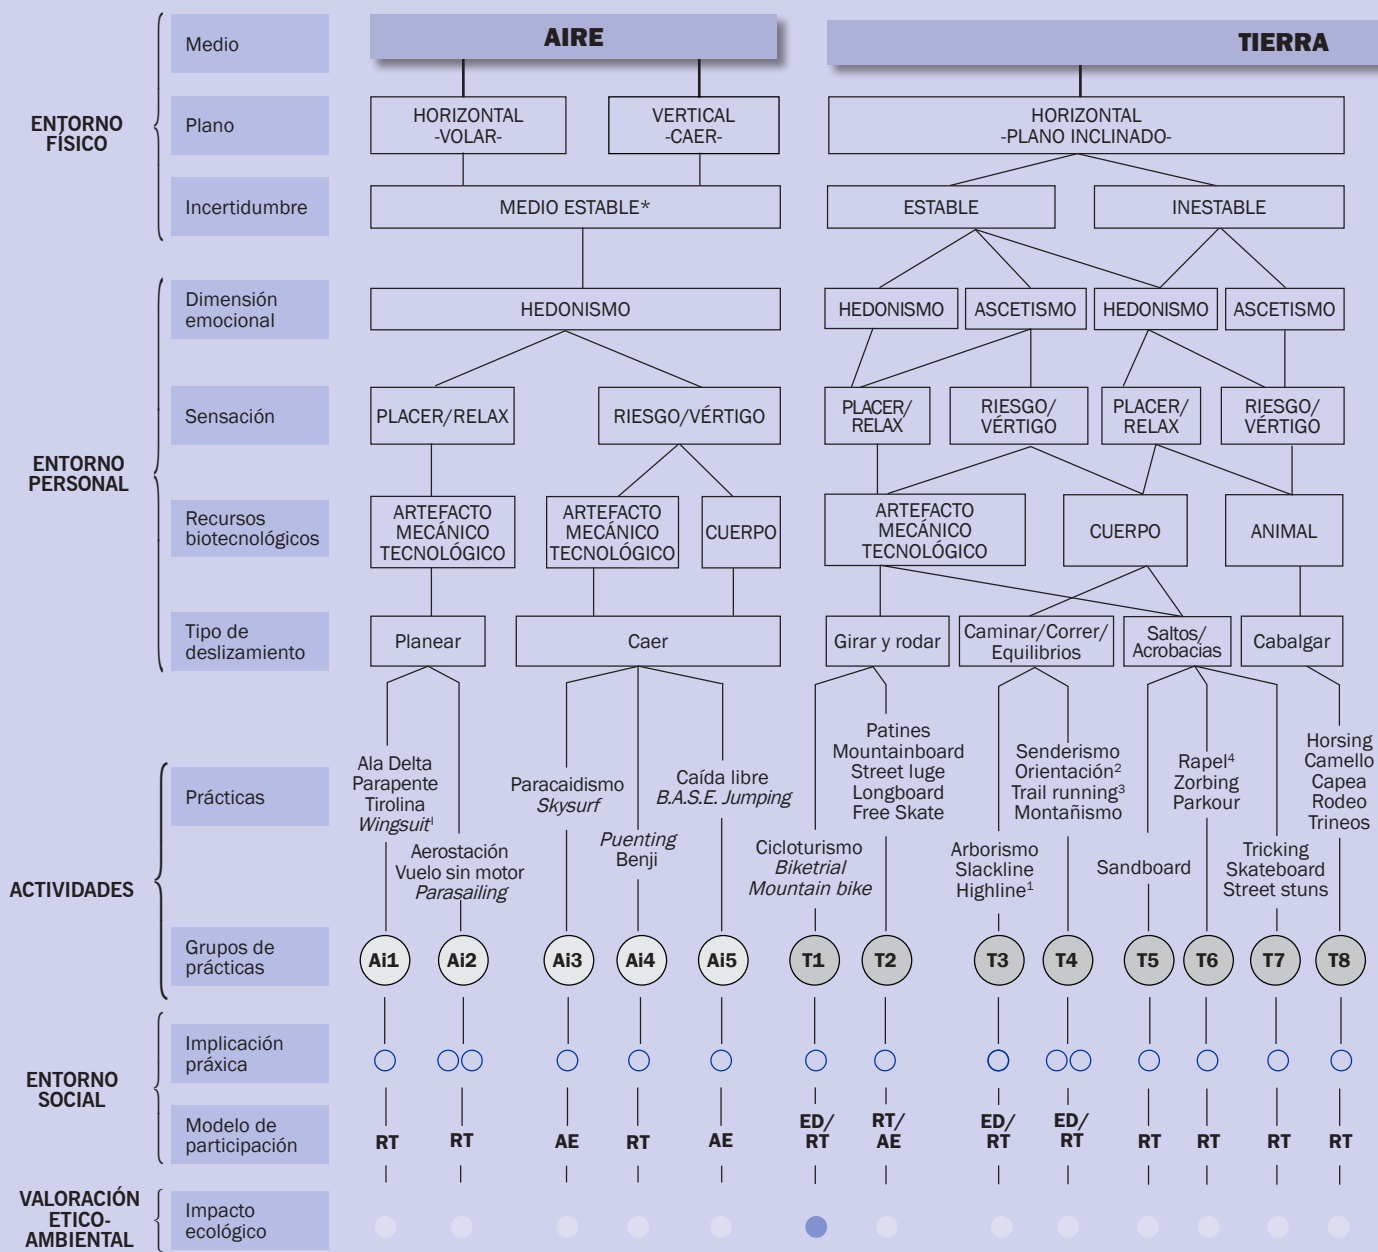 Medio
AIRE
TIERRA
ENTORNO
FÍSICO
Plano
HORIZONTAL
-VOLAR-
VERTICAL
-CAER-
HORIZONTAL
-PLANO INCLINADO-
Incertidumbre
MEDIO ESTABLE*
ESTABLE
INESTABLE
ENTORNO
PERSONAL
Dimensión
emocional
HEDONISMO
HEDONISMO
ASCETISMO
HEDONISMO
ASCETISMO
Sensación
PLACER/RELAX
RIESGO/VÉRTIGO
PLACER/
RELAX
RIESGO/
VÉRTIGO
PLACER/
RELAX
RIESGO/
VÉRTIGO
Recursos
biotecnológicos
ARTEFACTO
MECÁNICO
TECNOLÓGICO
ARTEFACTO
MECÁNICO
TECNOLÓGICO
CUERPO
ARTEFACTO
MECÁNICO
TECNOLÓGICO
CUERPO
ANIMAL
Tipo de
deslizamiento
Planear
Caer
Girar y rodar
Caminar/Correr/
Equilibrios
Saltos/
Acrobacias
Cabalgar
ACTIVIDADES
Prácticas
Ala Delta
Parapente
Tirolina
Wingsuit¹
Aerostación
Vuelo sin motor
Parasailing
Paracaidismo
Skysurf
Puenting
Benji
Caída libre
B.A.S.E. Jumping
Cicloturismo
Biketrial
Mountain bike
Patines
Mountainboard
Street luge
Longboard
Free Skate
Arborismo
Slackline
Highline¹
Senderismo
Orientación²
Trail running³
Montañismo
Sandboard
Rapel⁴
Zorbing
Parkour
Tricking
Skateboard
Street stuns
Horsing
Camello
Capea
Rodeo
Trineos
Grupos de
prácticas
Ai1
Ai2
Ai3
Ai4
Ai5
T1
T2
T3
T4
T5
T6
T7
T8
ENTORNO
SOCIAL
Implicación
práxica
Modelo de
participación
RT
RT
AE
RT
AE
ED/
RT
RT/
AE
ED/
RT
ED/
RT
RT
RT
RT
RT
VALORACIÓN
ETICO-
AMBIENTAL
Impacto
ecológico